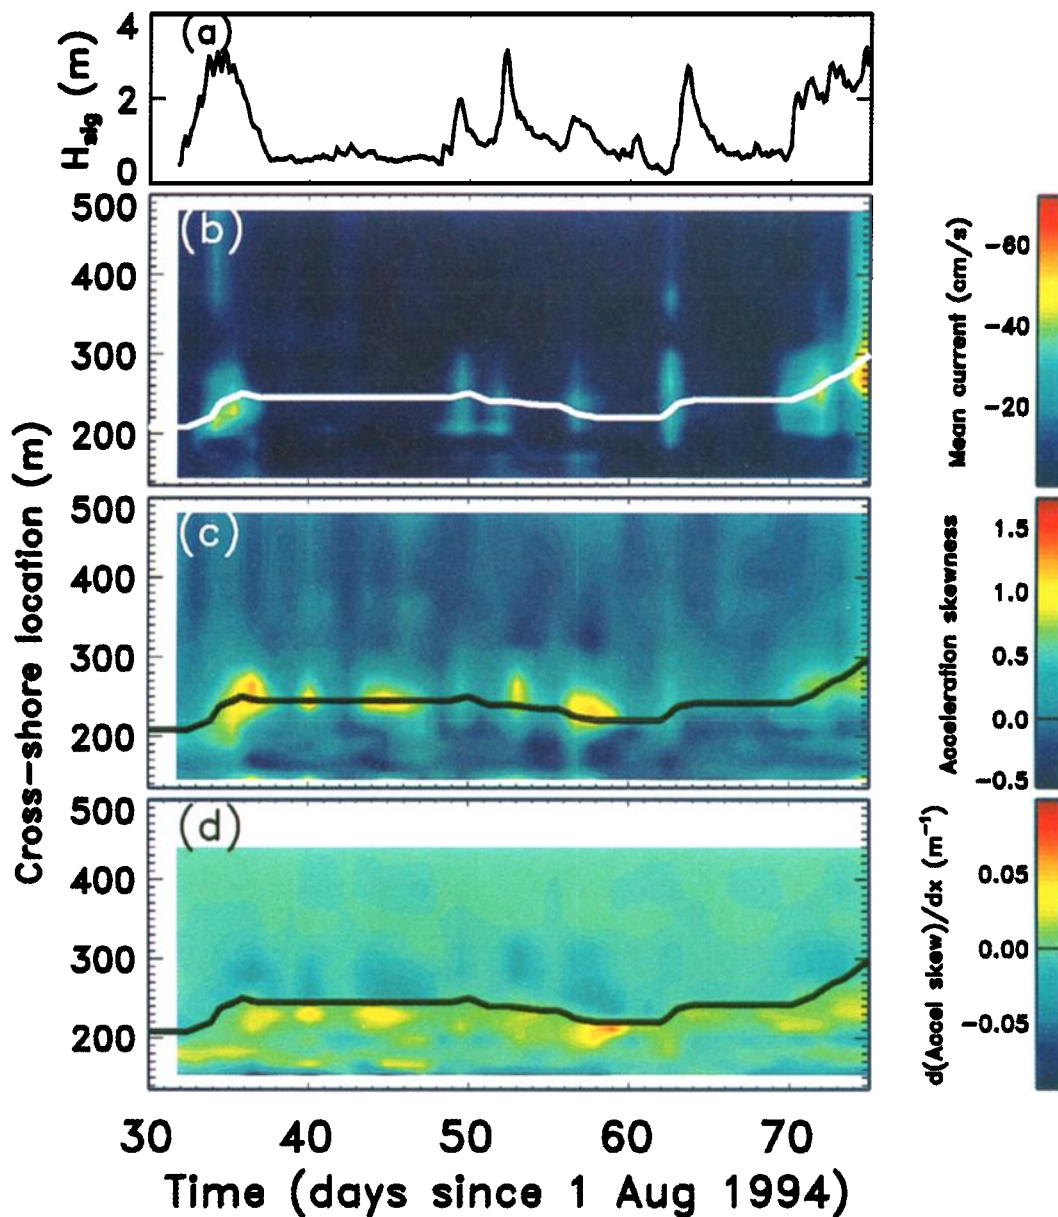 (a)
H_sig (m)
4
2
0
(b)
500
400
300
200
Mean current (cm/s)
−60
−40
−20
(c)
500
400
300
200
Acceleration skewness
1.5
1.0
0.5
0.0
−0.5
(d)
500
400
300
200
d(Accel skew)/dx (m⁻¹)
0.05
0.00
−0.05
Cross−shore location (m)
30 40 50 60 70
Time (days since 1 Aug 1994)